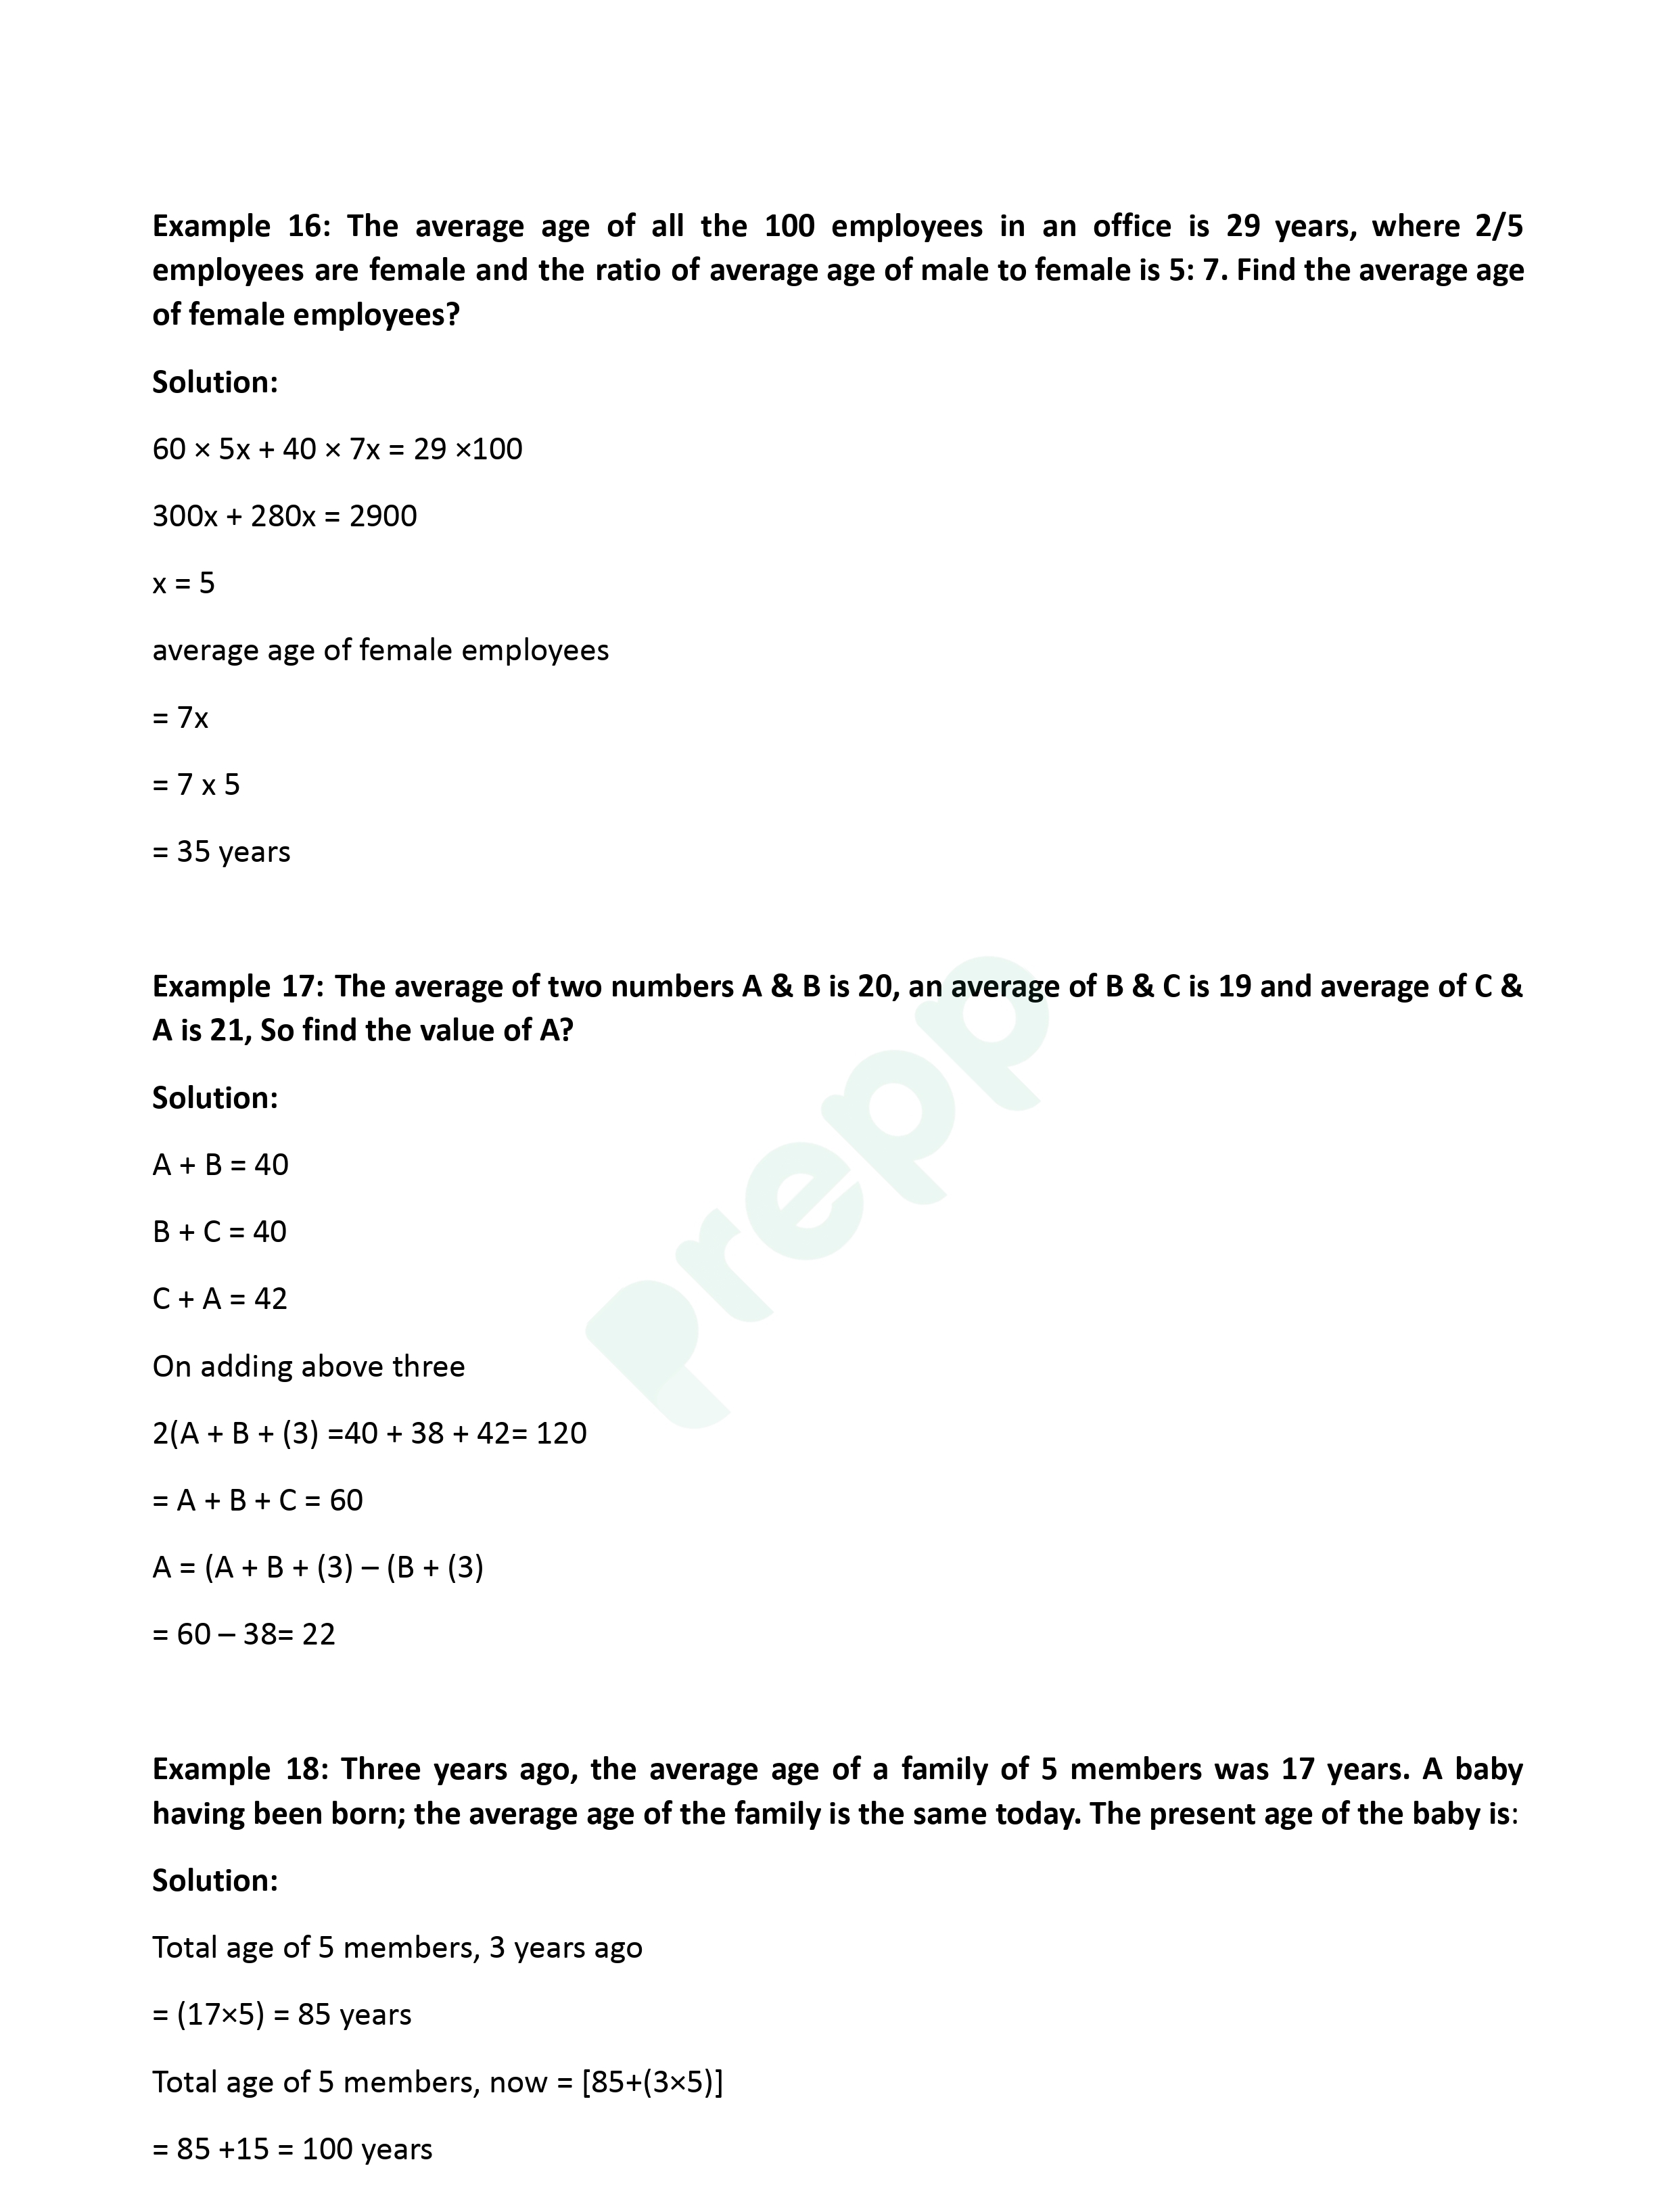 Example 16: The average age of all the 100 employees in an office is 29 years, where 2/5
employees are female and the ratio of average age of male to female is 5: 7. Find the average age
of female employees?
Solution:
60 × 5x + 40 × 7x = 29 ×100
300x + 280x = 2900
x = 5
average age of female employees
= 7x
= 7 x 5
= 35 years
Example 17: The average of two numbers A & B is 20, an average of B & C is 19 and average of C &
A is 21, So find the value of A?
Solution:
A + B = 40
B + C = 40
C + A = 42
On adding above three
2(A + B + (3) =40 + 38 + 42= 120
= A + B + C = 60
A = (A + B + (3) – (B + (3)
= 60 – 38= 22
prepp
Example 18: Three years ago, the average age of a family of 5 members was 17 years. A baby
having been born; the average age of the family is the same today. The present age of the baby is:
Solution:
Total age of 5 members, 3 years ago
= (17×5) = 85 years
Total age of 5 members, now = [85+(3×5)]
= 85 +15 = 100 years